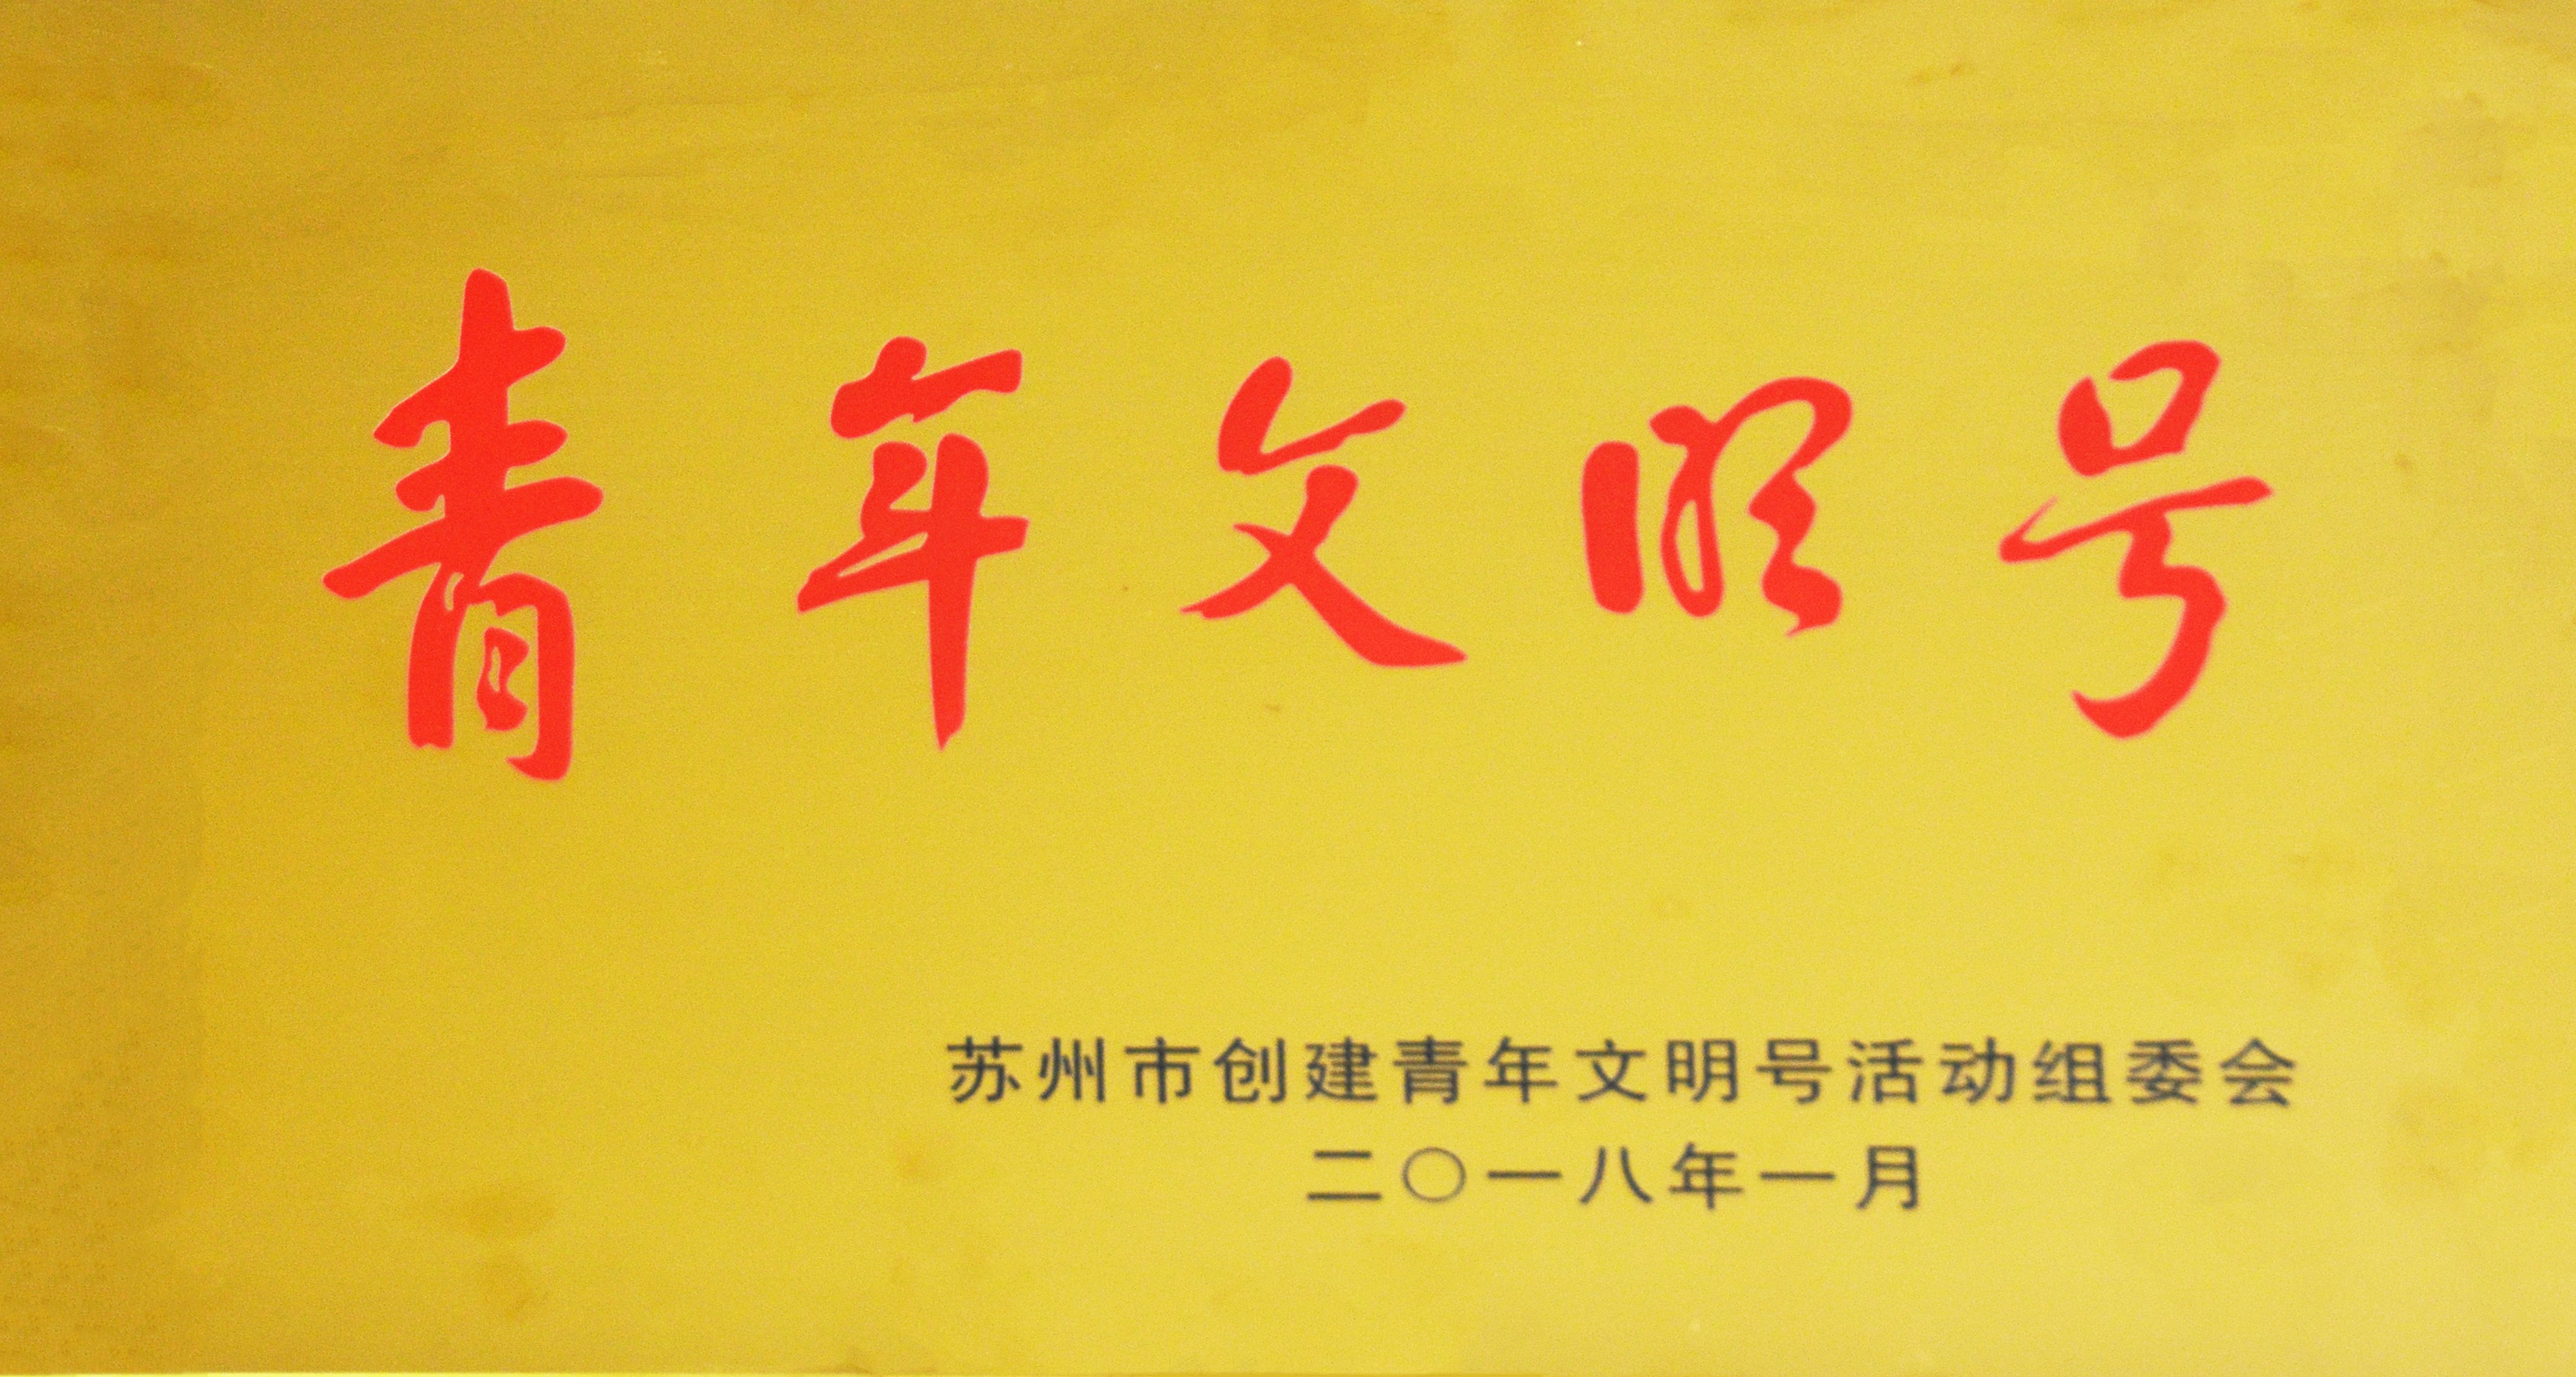 青年文明号
苏州市创建青年文明号活动组委会
二〇一八年一月